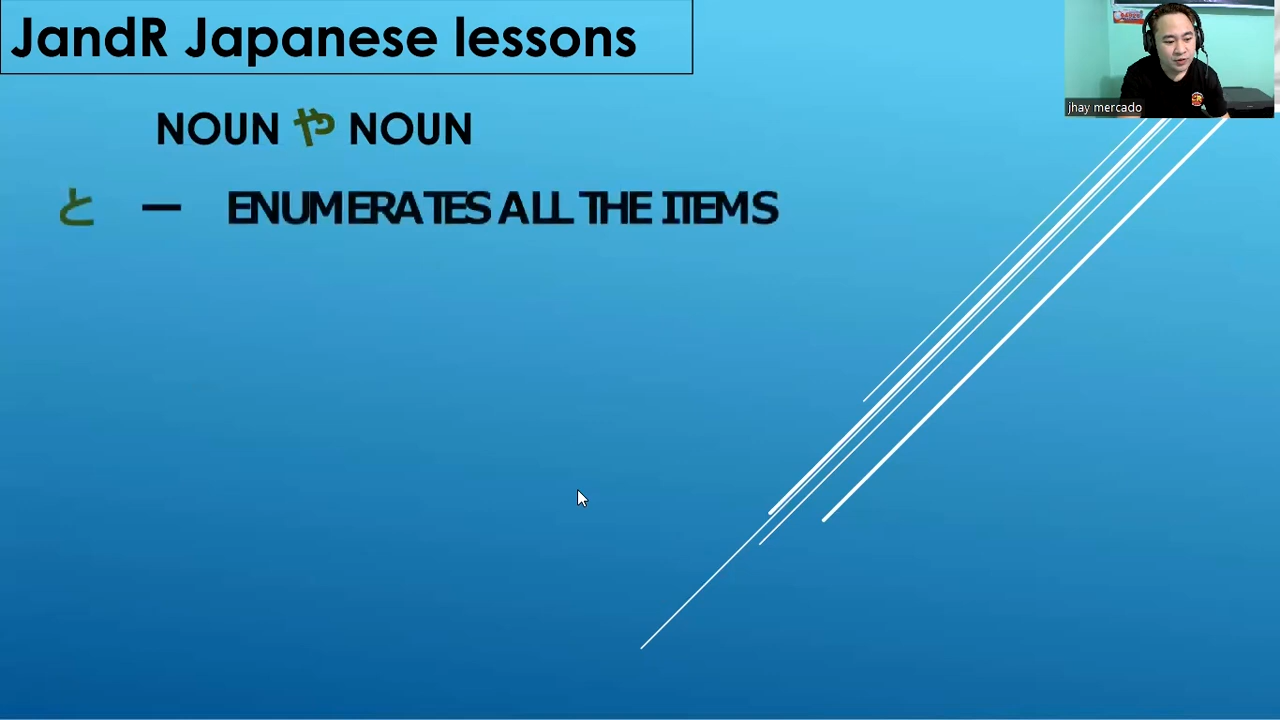 JandR Japanese lessons
jhay mercado
NOUN や NOUN
と ー ENUMERATES ALL THE ITEMS